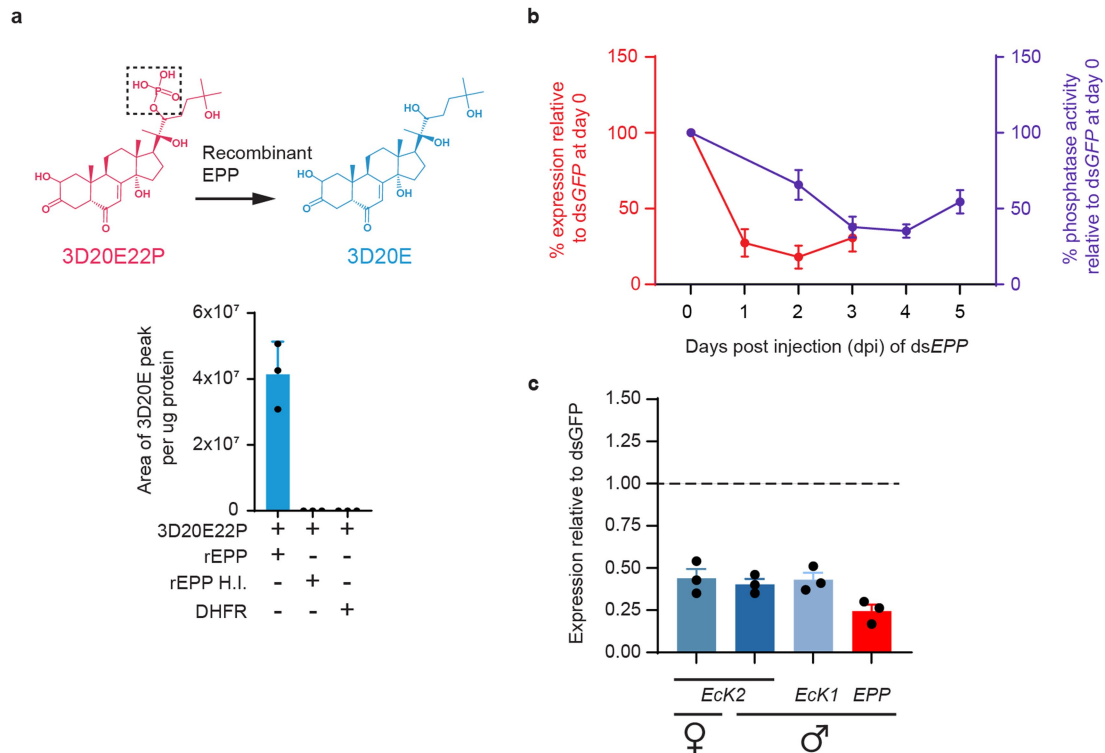 a
OH
HO
P
O
O
OH
OH
HO
OH
O
O
3D20E22P
Recombinant
EPP
HO
OH
OH
HO
OH
O
O
3D20E
Area of 3D20E peak
per ug protein
6x10⁷
4x10⁷
2x10⁷
0
3D20E22P + + +
rEPP + - -
rEPP H.I. - + -
DHFR - - +
b
% expression relative
to dsGFP at day 0
150
100
50
0
150
100
50
0
% phosphatase activity
relative to dsGFP at day 0
0 1 2 3 4 5
Days post injection (dpi) of dsEPP
c
Expression relative to dsGFP
1.50
1.25
1.00
0.75
0.50
0.25
0.00
EcK2 EcK1 EPP
♀ ♂